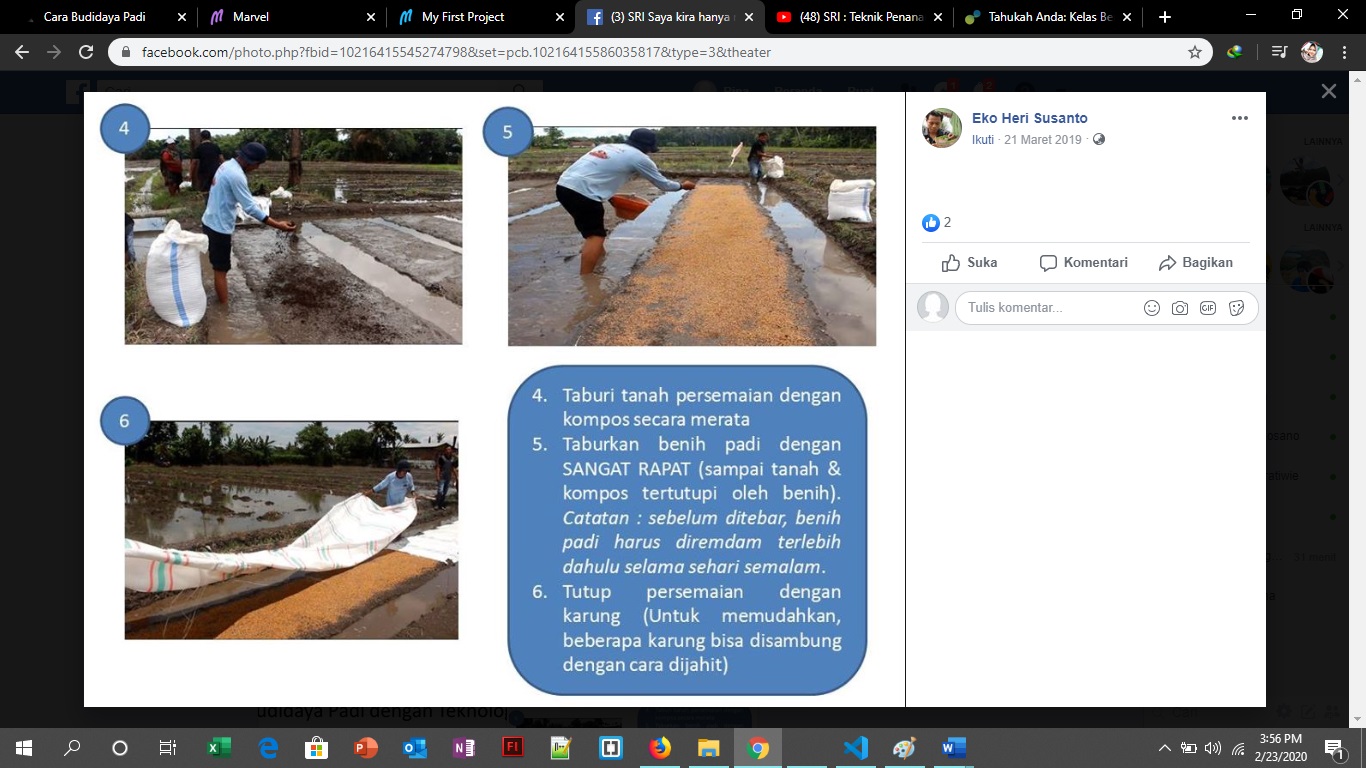 Cara Budidaya Padi
Marvel
My First Project
(3) SRI Saya kira hanya
(48) SRI : Teknik Penana
Tahukah Anda: Kelas Be
facebook.com/photo.php?fbid=10216415545274798&set=pcb.10216415586035817&type=3&theater
4
5
6
4. Taburi tanah persemaian dengan
kompos secara merata
5. Taburkan benih padi dengan
SANGAT RAPAT (sampai tanah &
kompos tertutupi oleh benih).
Catatan : sebelum ditebar, benih
padi harus diremdam terlebih
dahulu selama sehari semalam.
6. Tutup persemaian dengan
karung (Untuk memudahkan,
beberapa karung bisa disambung
dengan cara dijahit)
Eko Heri Susanto
Ikuti · 21 Maret 2019 ·
2
Suka Komentari Bagikan
Tulis komentar...
GIF
LAINNYA
LAINNYA
udidaya Padi dengan Teknolog
3:56 PM
2/23/2020
1